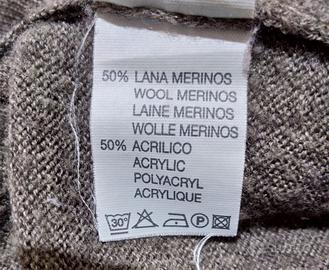 50% LANA MERINOS
WOOL MERINOS
LAINE MERINOS
WOLLE MERINOS
50% ACRILICO
ACRYLIC
POLYACRYL
ACRYLIQUE
30° P